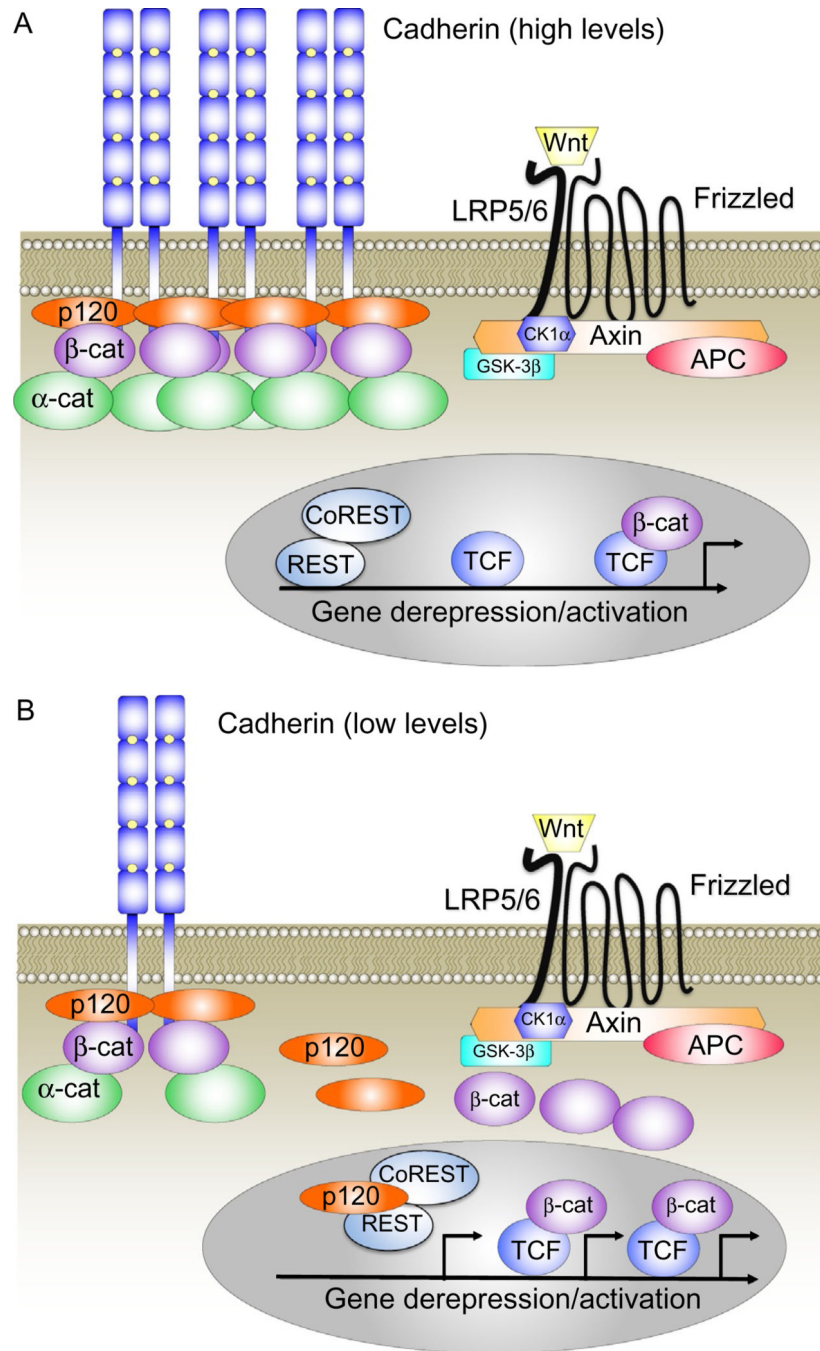 A
Cadherin (high levels)
Wnt
LRP5/6
Frizzled
p120
β-cat
α-cat
CK1α
Axin
GSK-3β
APC
CoREST
REST
TCF
β-cat
TCF
Gene derepression/activation
B
Cadherin (low levels)
Wnt
LRP5/6
Frizzled
p120
β-cat
α-cat
p120
CK1α
Axin
GSK-3β
APC
β-cat
CoREST
p120
REST
β-cat
TCF
β-cat
TCF
Gene derepression/activation